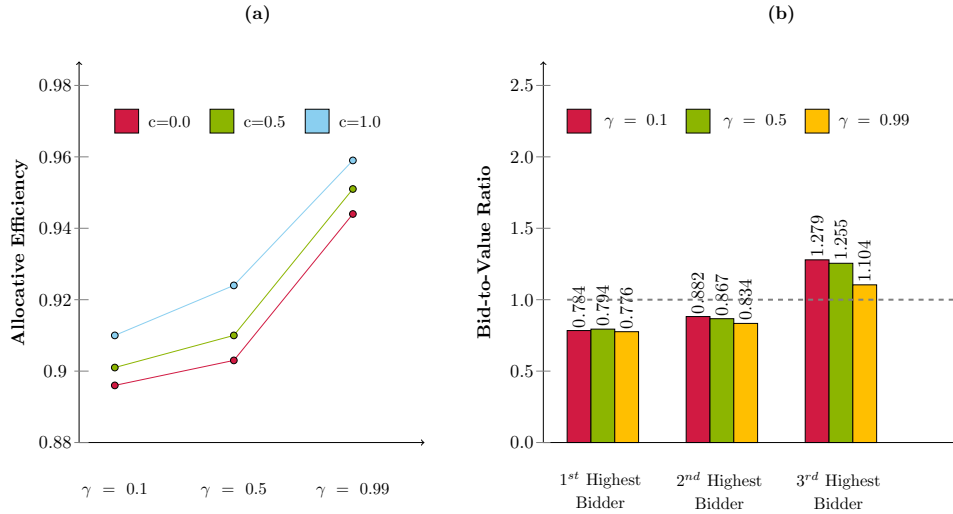 (a)
0.98
0.96
0.94
0.92
0.9
0.88
Allocative Efficiency
c=0.0 c=0.5 c=1.0
γ = 0.1 γ = 0.5 γ = 0.99
(b)
2.5
2.0
1.5
1.0
0.5
0.0
Bid-to-Value Ratio
γ = 0.1 γ = 0.5 γ = 0.99
0.784 0.794 0.776
0.882 0.867 0.834
1.279 1.255 1.104
1st Highest
Bidder
2nd Highest
Bidder
3rd Highest
Bidder